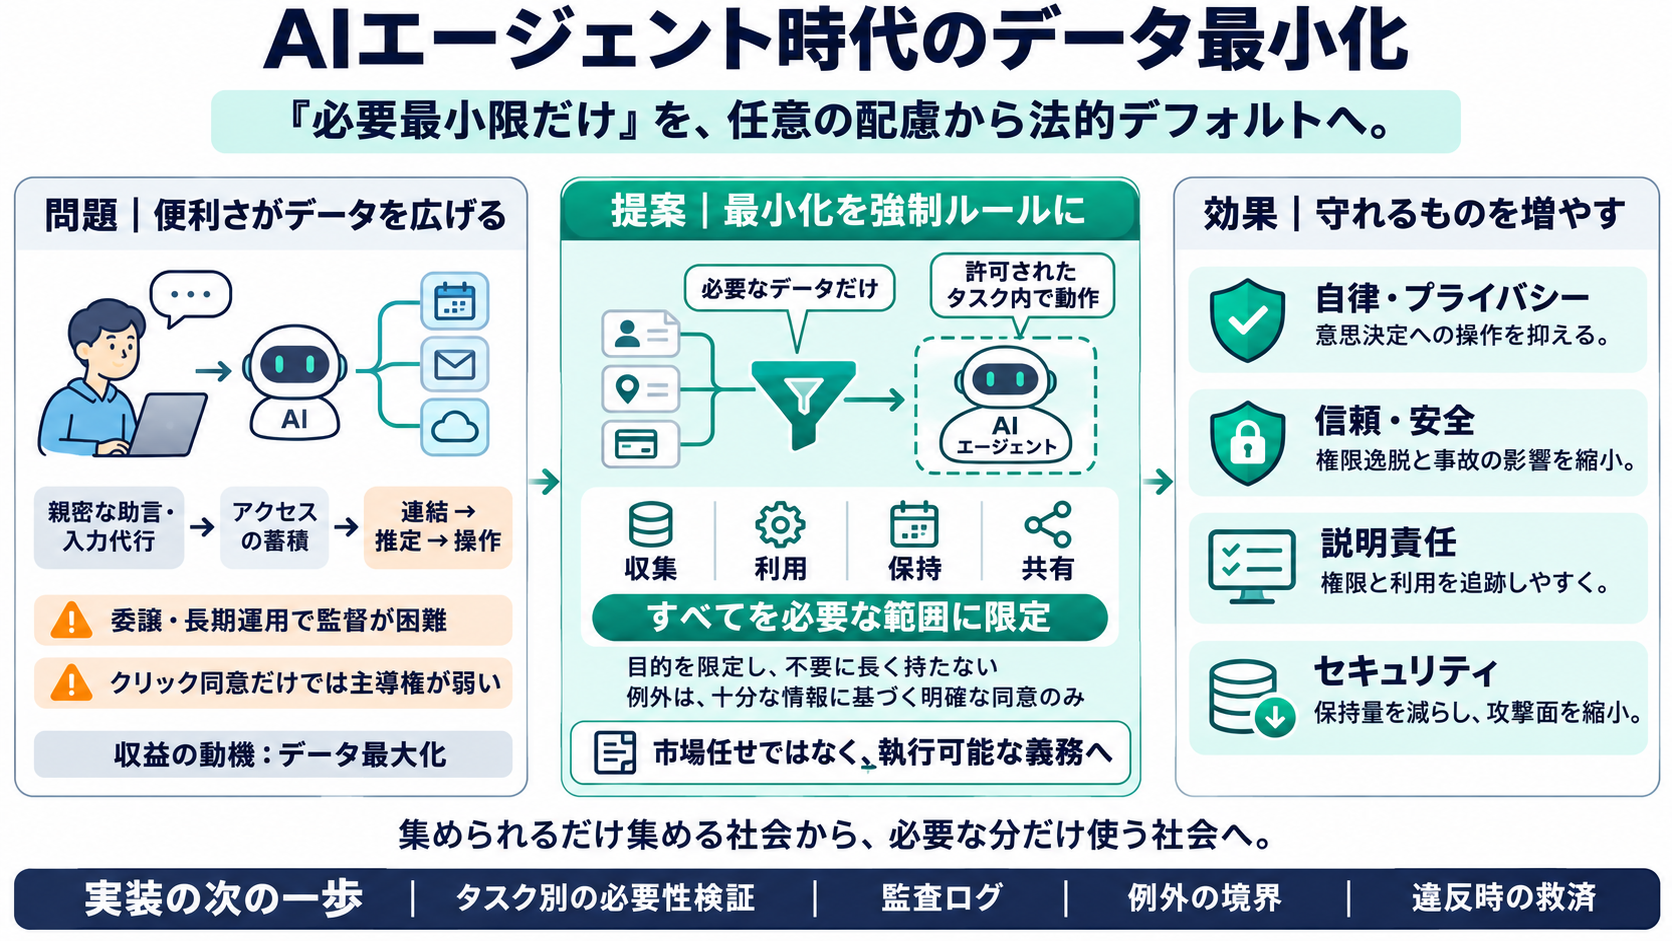 AIエージェント時代のデータ最小化
『必要最小限だけ』を、任意の配慮から法的デフォルトへ。
問題｜便利さがデータを広げる
AI
親密な助言・
入力代行
アクセス
の蓄積
連結→
推定→操作
委譲・長期運用で監督が困難
クリック同意だけでは主導権が弱い
収益の動機：データ最大化
提案｜最小化を強制ルールに
必要なデータだけ
許可された
タスク内で動作
AI
エージェント
収集
利用
保持
共有
すべてを必要な範囲に限定
目的を限定し、不要に長く持たない
例外は、十分な情報に基づく明確な同意のみ
市場任せではなく、執行可能な義務へ
効果｜守れるものを増やす
自律・プライバシー
意思決定への操作を抑える。
信頼・安全
権限逸脱と事故の影響を縮小。
説明責任
権限と利用を追跡しやすく。
セキュリティ
保持量を減らし、攻撃面を縮小。
集められるだけ集める社会から、必要な分だけ使う社会へ。
実装の次の一歩｜タスク別の必要性検証｜監査ログ｜例外の境界｜違反時の救済